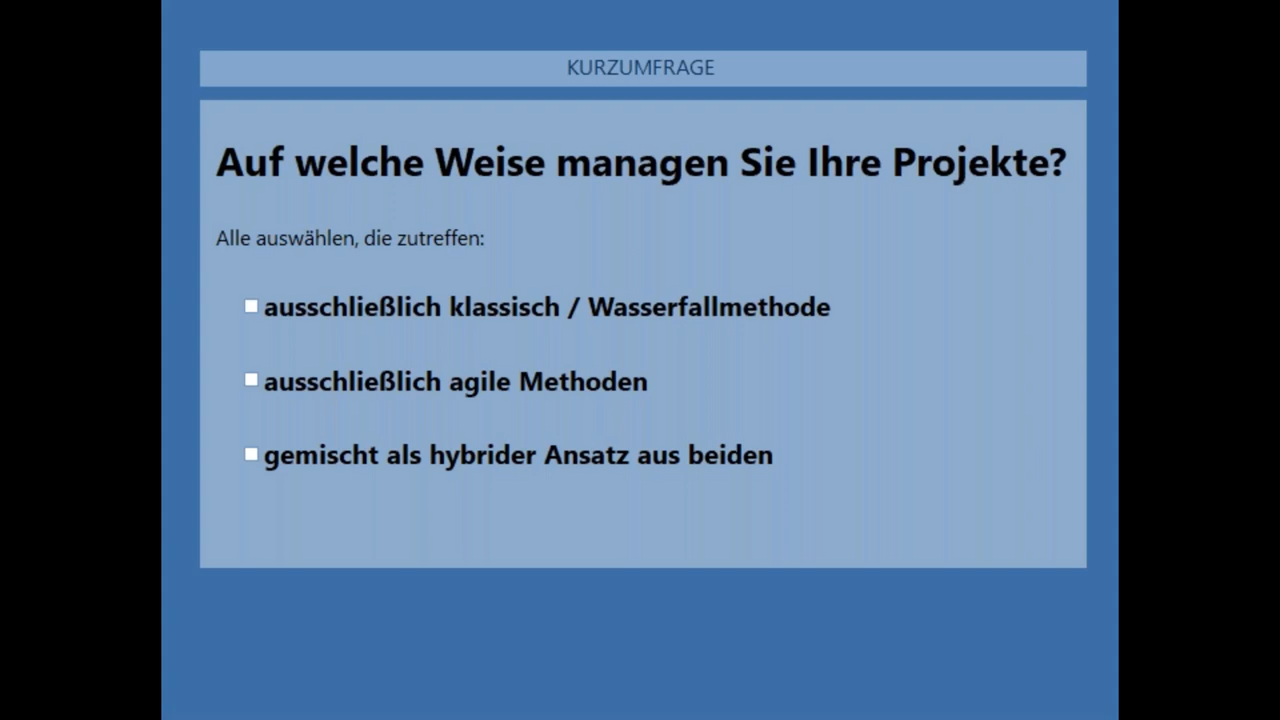 KURZUMFRAGE
Auf welche Weise managen Sie Ihre Projekte?
Alle auswählen, die zutreffen:
ausschließlich klassisch / Wasserfallmethode
ausschließlich agile Methoden
gemischt als hybrider Ansatz aus beiden